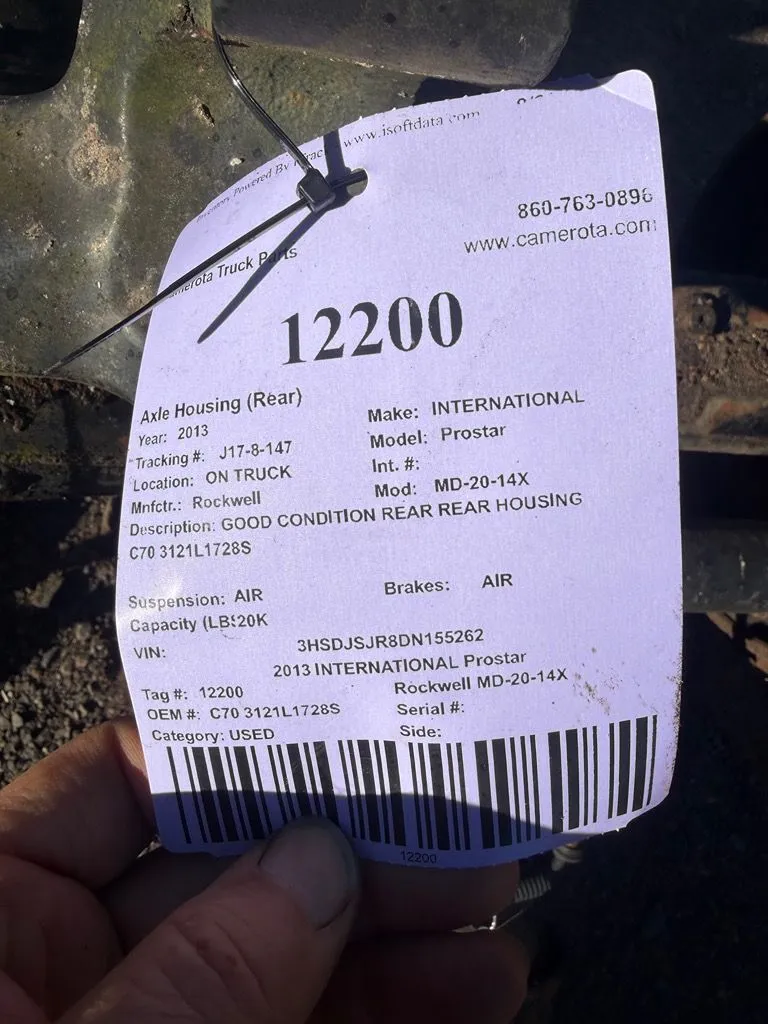 Inventory Powered By www.isoftdata.com
860-763-0896
www.camerota.com
Truck Parts
12200
Axle Housing (Rear)
Year: 2013
Tracking #: J17-8-147
Location: ON TRUCK
Mnfctr.: Rockwell
Make: INTERNATIONAL
Model: Prostar
Int. #:
Mod: MD-20-14X
Description: GOOD CONDITION REAR REAR HOUSING
C70 3121L1728S
Suspension: AIR
Brakes: AIR
Capacity (LBS20K
VIN: 3HSDJSJR8DN155262
2013 INTERNATIONAL Prostar
Rockwell MD-20-14X
Tag #: 12200
OEM #: C70 3121L1728S
Serial #:
Category: USED
Side:
12200